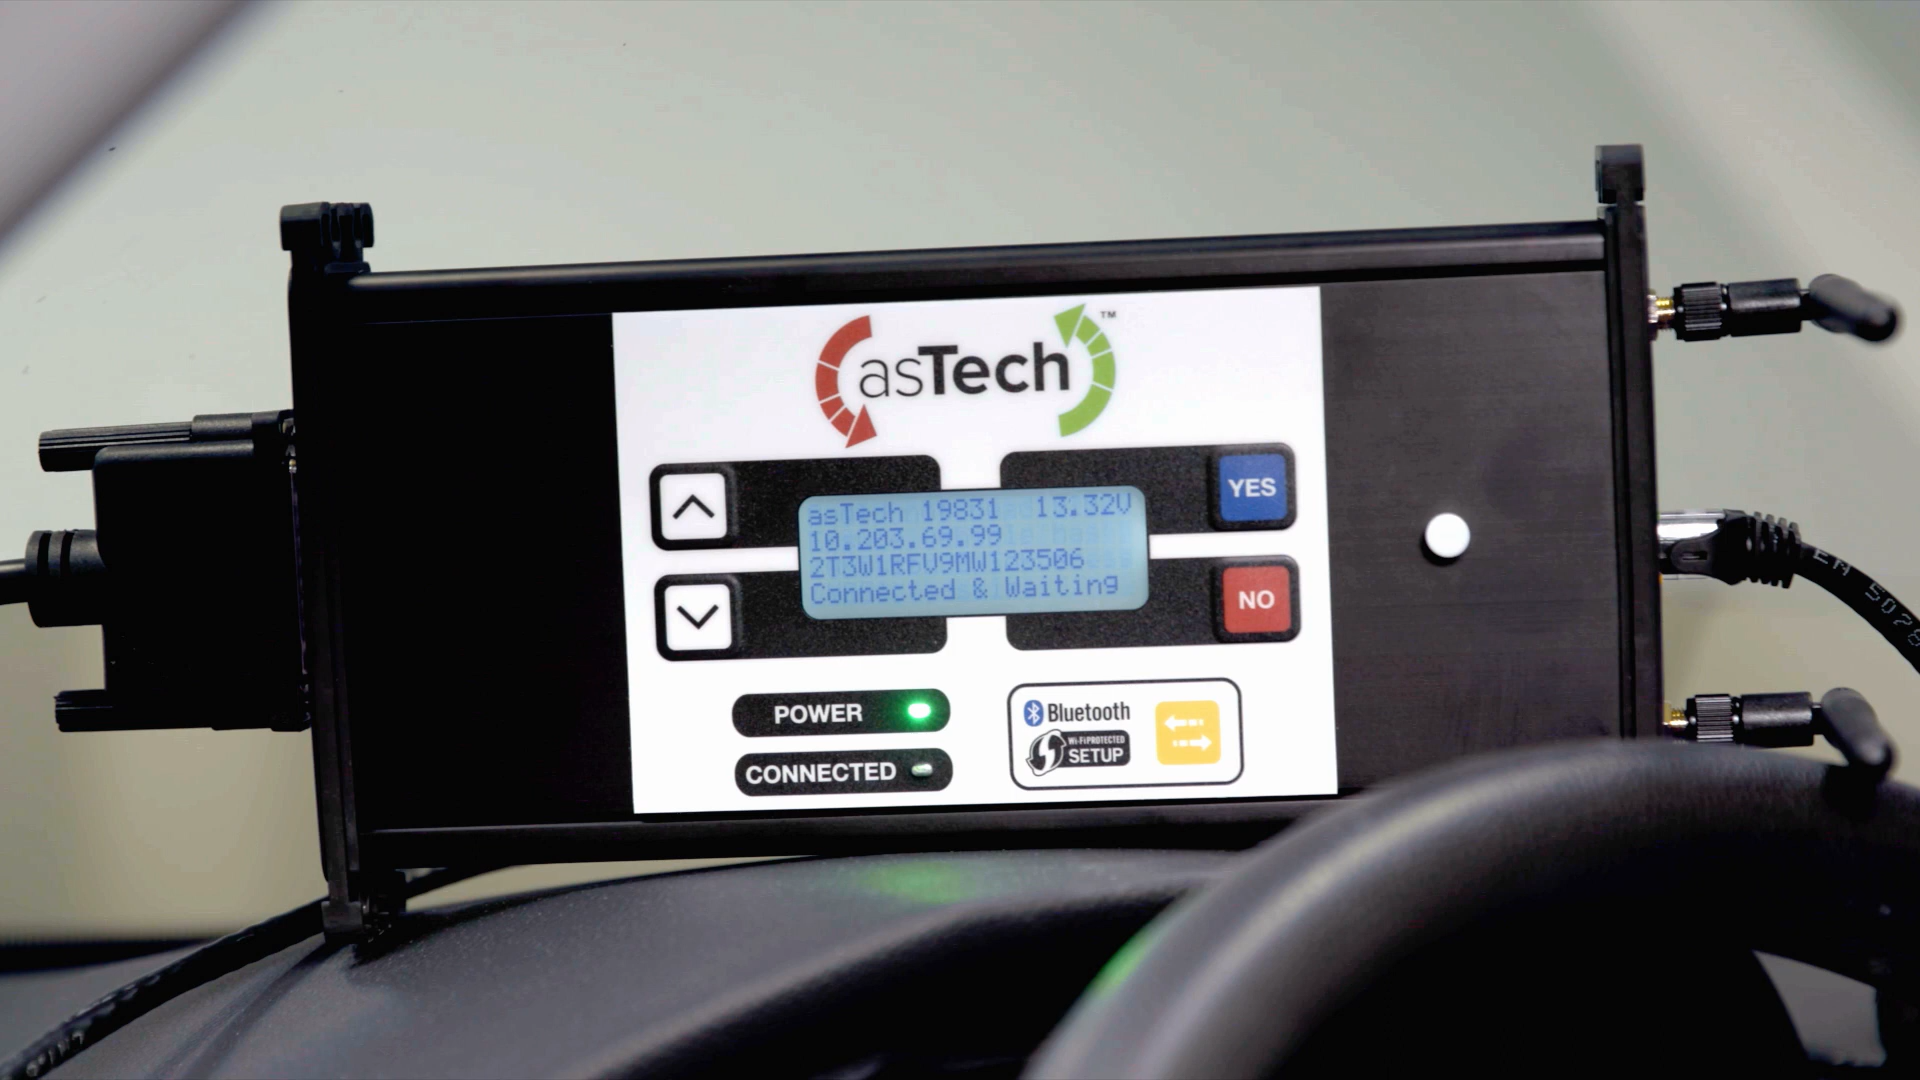 asTech™
YES
asTech 19831 13.32V
10.203.69.99
2T3W1RFV9MW123506
Connected & Waiting
NO
POWER
CONNECTED
Bluetooth
Wi-Fi PROTECTED
SETUP